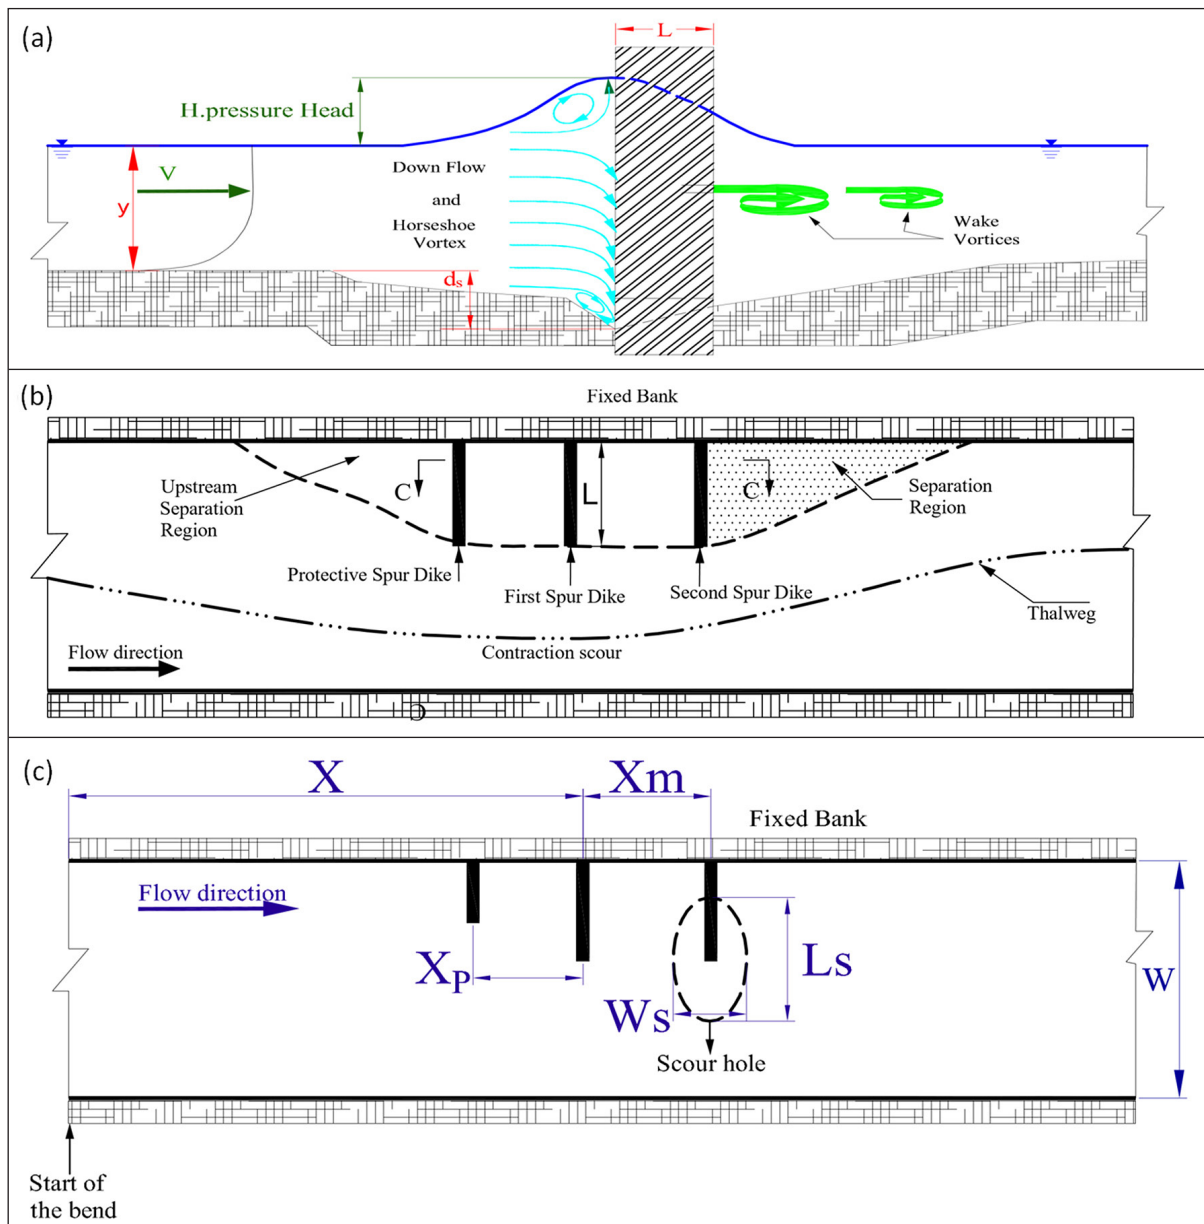 (a)
L
H.pressure Head
V
y
Down Flow
and
Horseshoe
Vortex
ds
Wake
Vortices
(b)
Fixed Bank
Upstream
Separation
Region
C
L
C
Separation
Region
Protective Spur Dike
First Spur Dike
Second Spur Dike
Thalweg
Flow direction
Contraction scour
C
(c)
X
Xm
Fixed Bank
Flow direction
XP
Ls
Ws
W
Scour hole
Start of
the bend